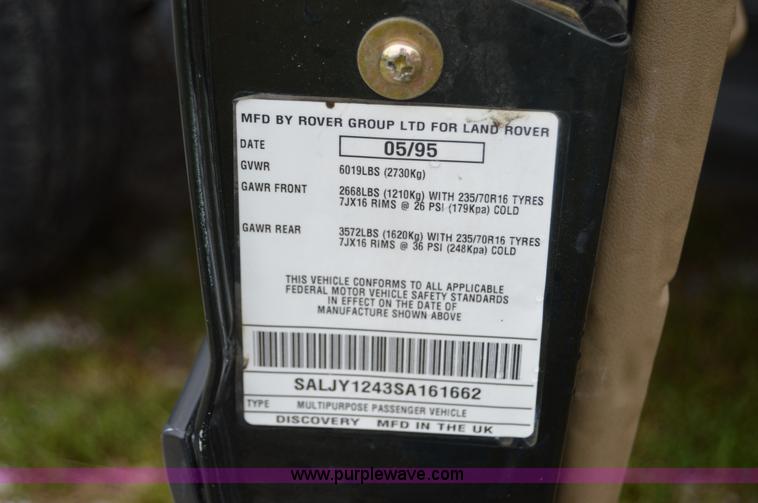 MFD BY ROVER GROUP LTD FOR LAND ROVER
DATE 05/95
GVWR 6019LBS (2730Kg)
GAWR FRONT 2668LBS (1210Kg) WITH 235/70R16 TYRES
7JX16 RIMS @ 26 PSI (179Kpa) COLD
GAWR REAR 3572LBS (1620Kg) WITH 235/70R16 TYRES
7JX16 RIMS @ 36 PSI (248Kpa) COLD
THIS VEHICLE CONFORMS TO ALL APPLICABLE
FEDERAL MOTOR VEHICLE SAFETY STANDARDS
IN EFFECT ON THE DATE OF
MANUFACTURE SHOWN ABOVE
SALJY1243SA161662
TYPE MULTIPURPOSE PASSENGER VEHICLE
DISCOVERY MFD IN THE UK
www.purplewave.com